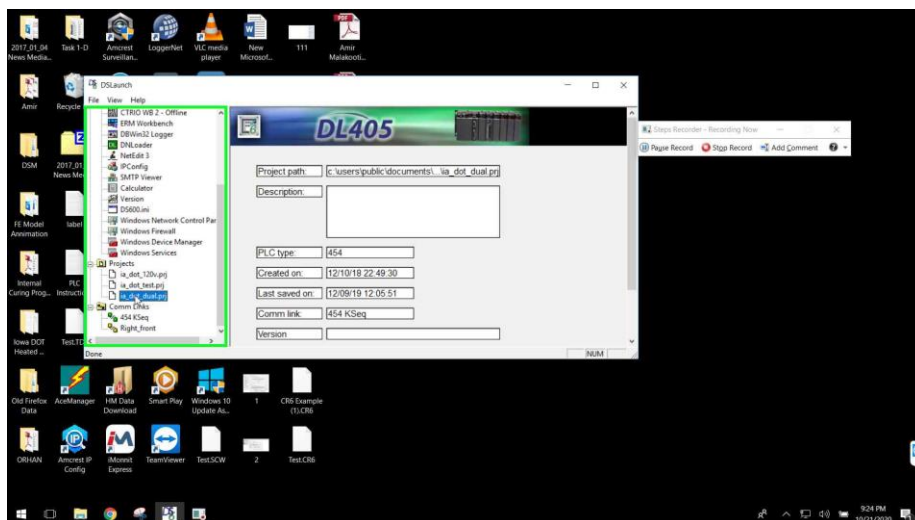 2017_01_04
News Media...
Task 1-D
Amcrest
Surveillan...
LoggerNet
VLC media
player
New
Microsof...
111
Amir
Malakooti...
Amir
Recycle
DSM
2017_01
News Me
FE Model
Annimation
label
Internal
Curing Prog...
PLC
Instructi
Iowa DOT
Heated ...
Test.TD
DSLaunch
File View Help
CTRIO WB 2 - Offline
ERM Workbench
DBWin32 Logger
DNLoader
NetEdit 3
IPConfig
SMTP Viewer
Calculator
Version
DS600.ini
Windows Network Control Par
Windows Firewall
Windows Device Manager
Windows Services
Projects
ia_dot_120v.prj
ia_dot_test.prj
ia_dot_dual.prj
Comm Links
454 KSeq
Right_front
Done
DL405
Project path: c:\users\public\documents\...\ia_dot_dual.prj
Description:
PLC type: 454
Created on: 12/10/18 22:49:30
Last saved on: 12/09/19 12:05:51
Comm link: 454 KSeq
Version
NUM
Steps Recorder - Recording Now
Pause Record Stop Record Add Comment
Old Firefox
Data
AceManager
HM Data
Download
Smart Play
Windows 10
Update As...
1
CR6 Example
(1).CR6
ORHAN
Amcrest IP
Config
iMonnit
Express
TeamViewer
Test.SCW
2
Test.CR6
9:24 PM
10/21/2020